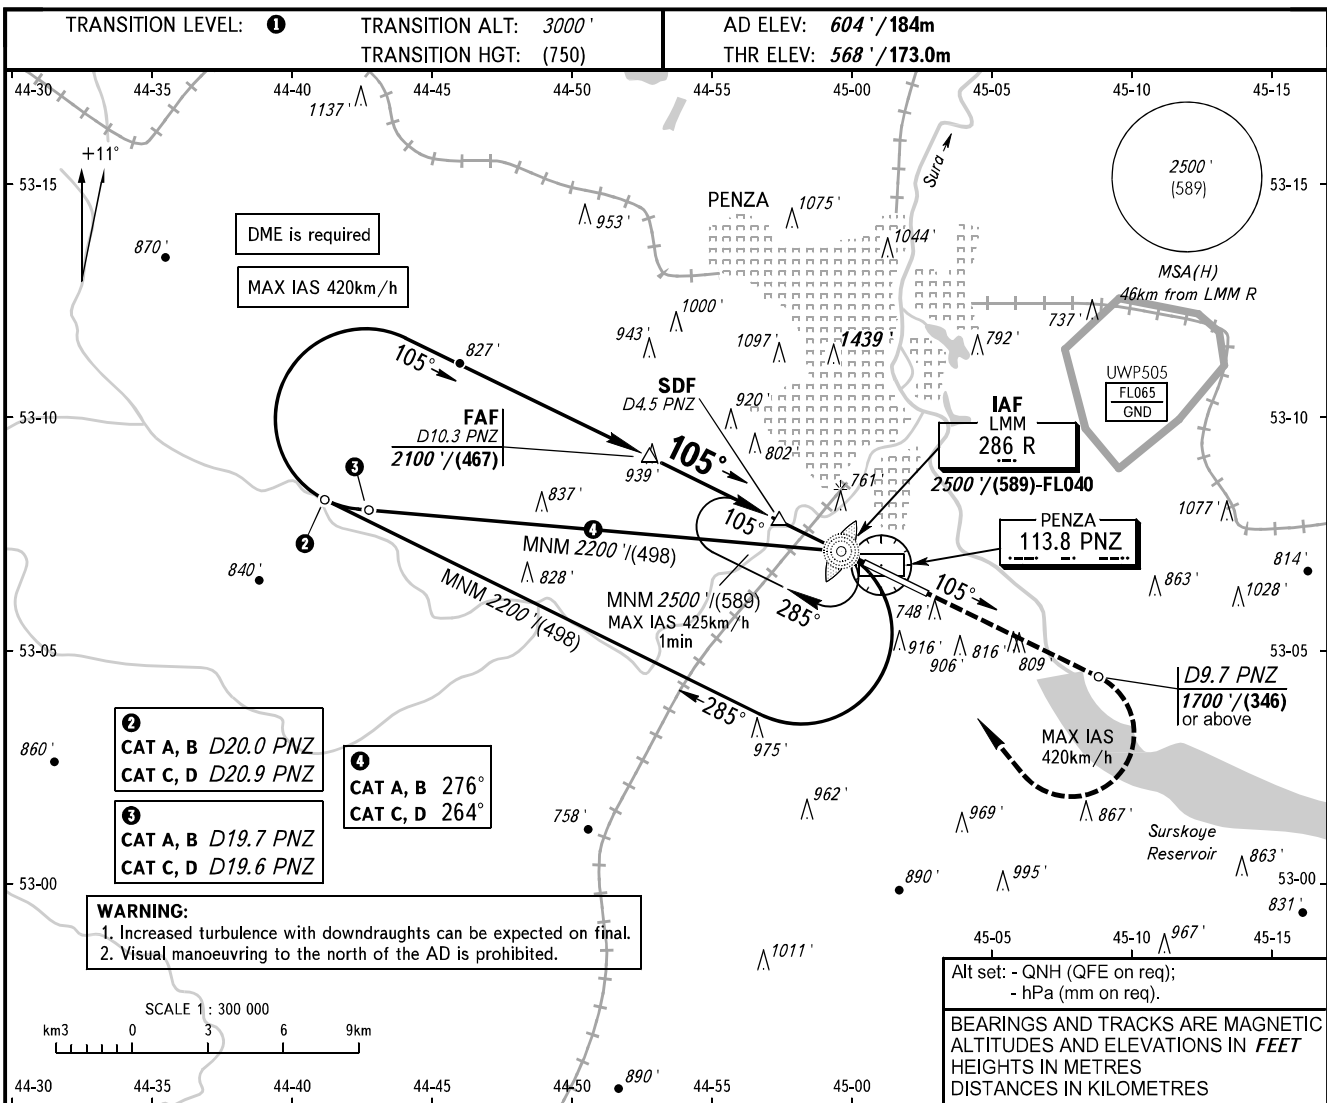 TRANSITION LEVEL: ❶
TRANSITION ALT: 3000'
TRANSITION HGT: (750)
AD ELEV: 604'/184m
THR ELEV: 568'/173.0m
44-30 44-35 44-40 44-45 44-50 44-55 45-00 45-05 45-10 45-15
1137'
+11°
53-15
53-15
Sura
2500'
(589)
MSA(H)
46km from LMM R
PENZA
1075'
953'
1044'
870'
DME is required
MAX IAS 420km/h
1000'
943'
1097'
1439'
792'
737'
UWP505
FL065
GND
105°
827'
SDF
D4.5 PNZ
920'
802'
53-10
53-10
FAF
D10.3 PNZ
2100'/(467)
939'
105°
IAF
LMM
286 R
2500'/(589)-FL040
761'
PENZA
113.8 PNZ
1077'
❸
❷
837'
❹
105°
MNM 2200'/(498)
840'
828'
MNM 2200'/(498)
MNM 2500'/(589)
MAX IAS 425km/h
1min
285°
105°
748'
863'
1028'
814'
916'
906'
816'
809'
53-05
53-05
285°
975'
D9.7 PNZ
1700'/(346)
or above
MAX IAS
420km/h
860'
❷
CAT A, B D20.0 PNZ
CAT C, D D20.9 PNZ
❹
CAT A, B 276°
CAT C, D 264°
❸
CAT A, B D19.7 PNZ
CAT C, D D19.6 PNZ
758'
962'
969'
867'
Surskoye
Reservoir
863'
53-00
53-00
890'
995'
831'
WARNING:
1. Increased turbulence with downdraughts can be expected on final.
2. Visual manoeuvring to the north of the AD is prohibited.
1011'
967'
45-05 45-10 45-15
Alt set: - QNH (QFE on req);
- hPa (mm on req).
SCALE 1 : 300 000
km3 0 3 6 9km
BEARINGS AND TRACKS ARE MAGNETIC
ALTITUDES AND ELEVATIONS IN FEET
HEIGHTS IN METRES
DISTANCES IN KILOMETRES
890'
44-30 44-35 44-40 44-45 44-50 44-55 45-00